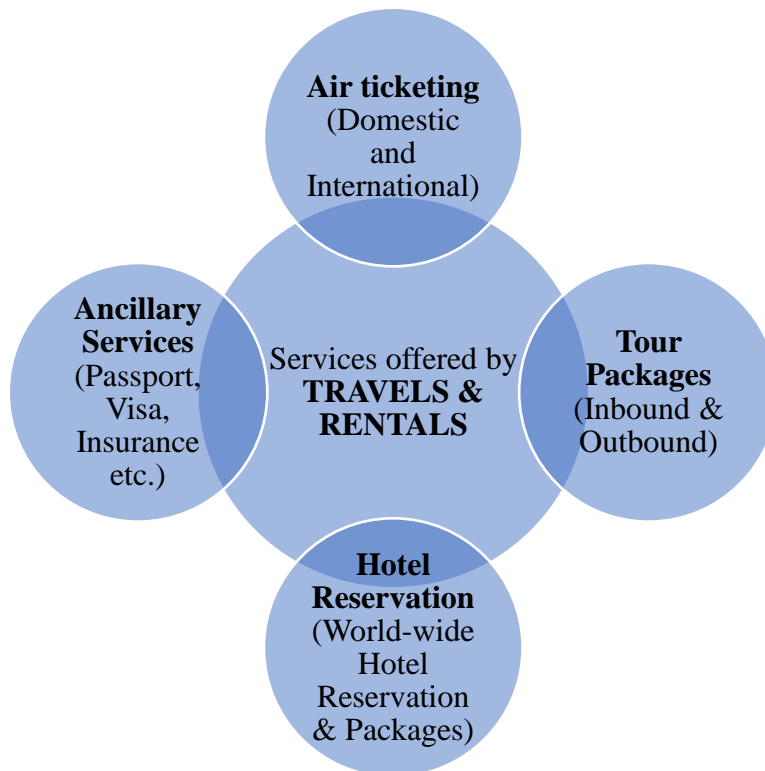 Air ticketing
(Domestic
and
International)
Ancillary
Services
(Passport,
Visa,
Insurance
etc.)
Services offered by
TRAVELS &
RENTALS
Tour
Packages
(Inbound &
Outbound)
Hotel
Reservation
(World-wide
Hotel
Reservation
& Packages)